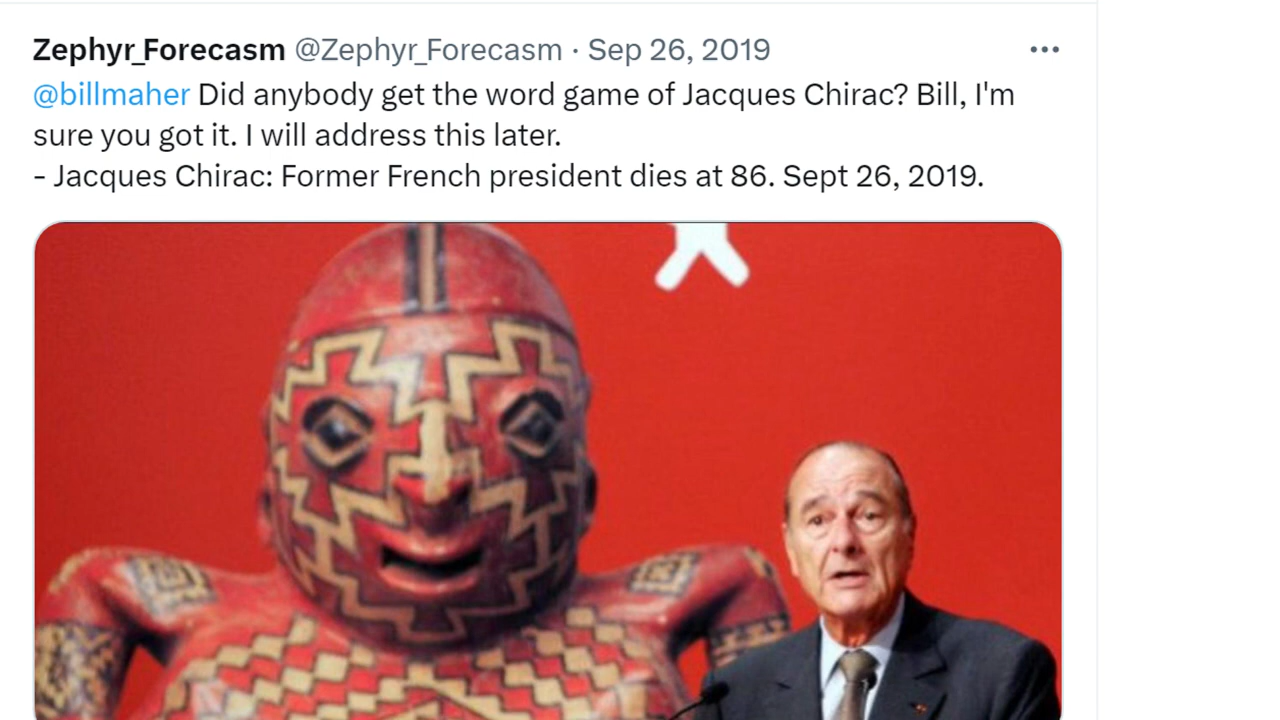 Zephyr_Forecasm @Zephyr_Forecasm · Sep 26, 2019
@billmaher Did anybody get the word game of Jacques Chirac? Bill, I'm
sure you got it. I will address this later.
- Jacques Chirac: Former French president dies at 86. Sept 26, 2019.